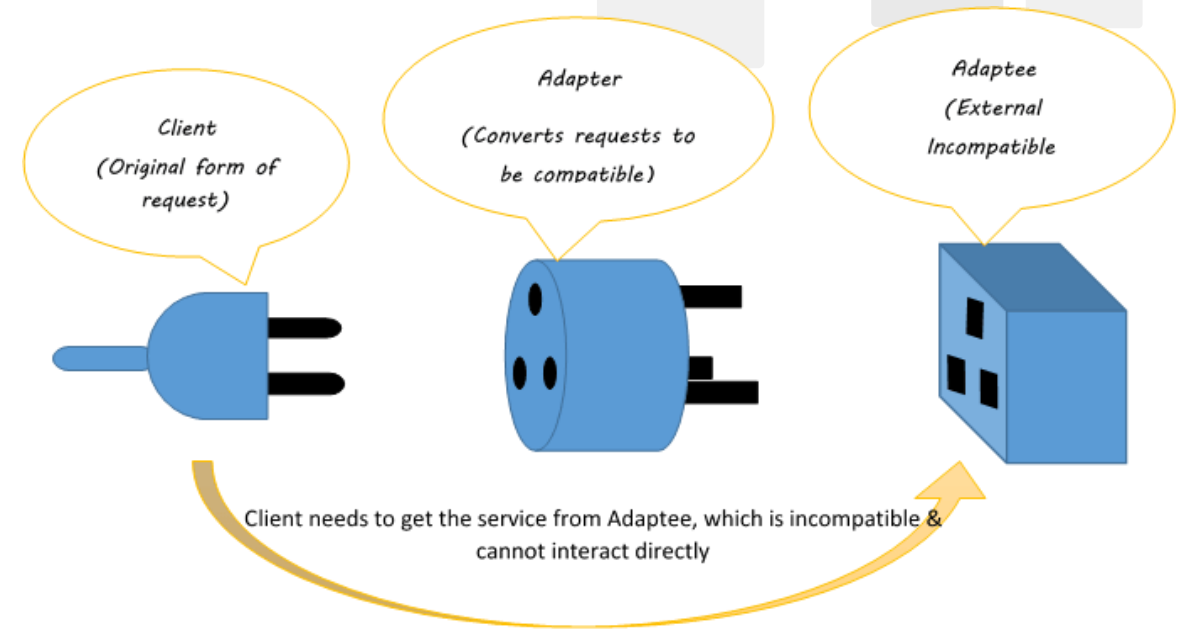 Client
(Original form of
request)
Adapter
(Converts requests to
be compatible)
Adaptee
(External
Incompatible
Client needs to get the service from Adaptee, which is incompatible &
cannot interact directly